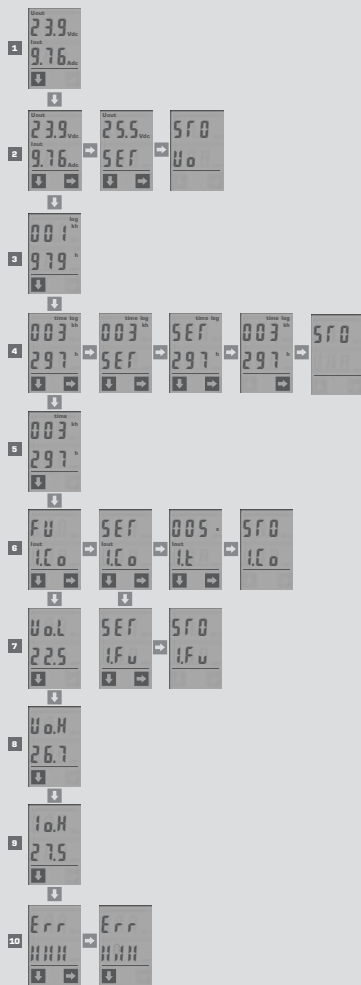 1
Uout
23.9 Vdc
Iout
9.76 Adc
2
Uout
23.9 Vdc
Iout
9.76 Adc
Uout
25.5 Vdc
SET
STO
Uo
3
log
001 kh
979 h
4
time log
003 kh
297 h
time log
003 kh
SET
time log
SET
297 h
time log
003 kh
297 h
STO
5
time
003 kh
297 h
6
FU
Iout
I.Co
SET
Iout
I.Co
005 s
Iout
I.t
STO
Iout
I.Co
7
Uo.L
22.5
SET
I.Fu
STO
I.Fu
8
Uo.H
26.7
9
Io.H
27.5
10
Err
Err